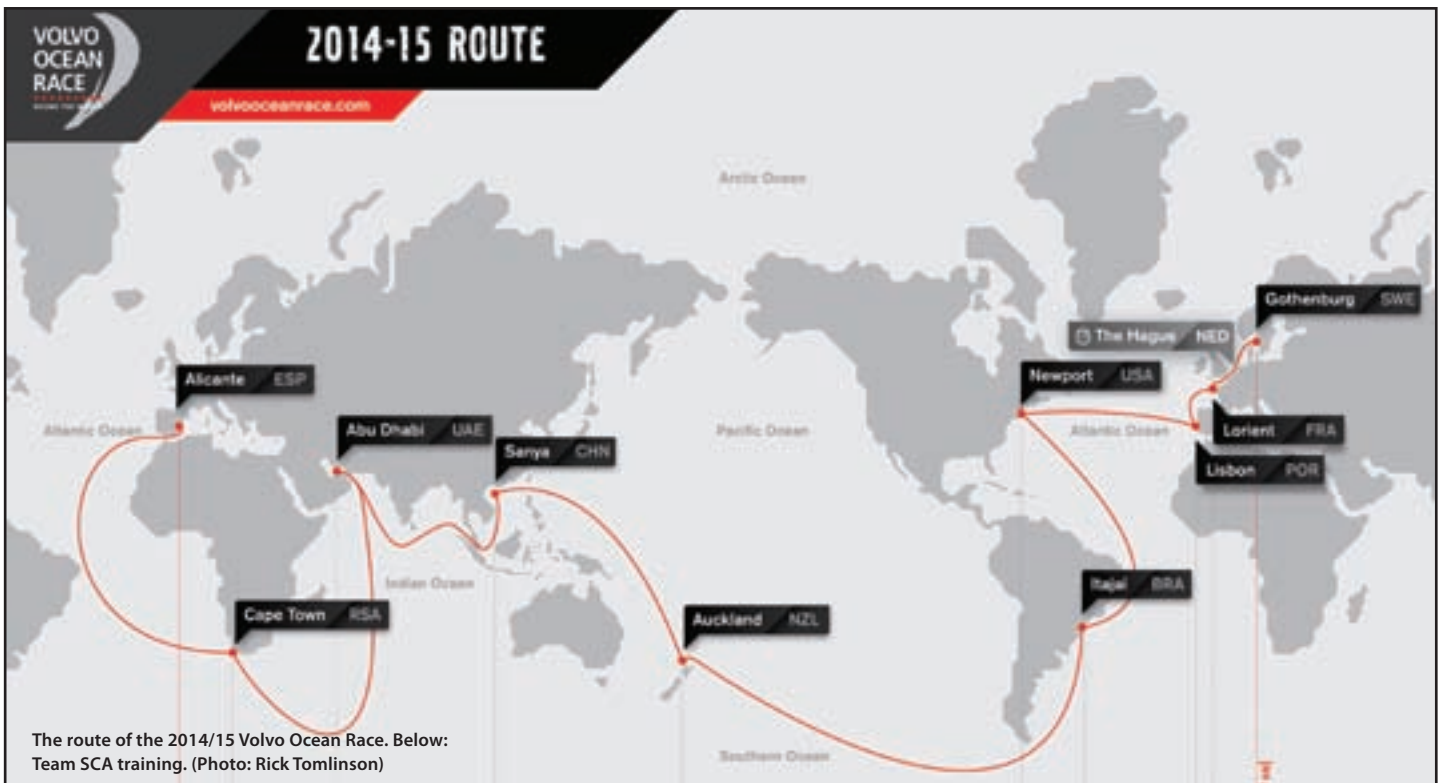 VOLVO
OCEAN
RACE
2014-15 ROUTE
volvooceanrace.com
Arctic Ocean
Gothenburg SWE
The Hague NED
Newport USA
Alicante ESP
Atlantic Ocean
Abu Dhabi UAE
Sanya CHN
Pacific Ocean
Atlantic Ocean
Lorient FRA
Lisbon POR
Indian Ocean
Itajaí BRA
Cape Town RSA
Auckland NZL
Southern Ocean
The route of the 2014/15 Volvo Ocean Race. Below:
Team SCA training. (Photo: Rick Tomlinson)